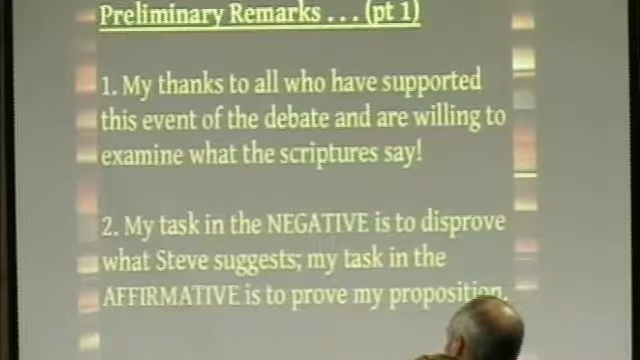 Preliminary Remarks . . . (pt 1)
1. My thanks to all who have supported
this event of the debate and are willing to
examine what the scriptures say!
2. My task in the NEGATIVE is to disprove
what Steve suggests; my task in the
AFFIRMATIVE is to prove my proposition.